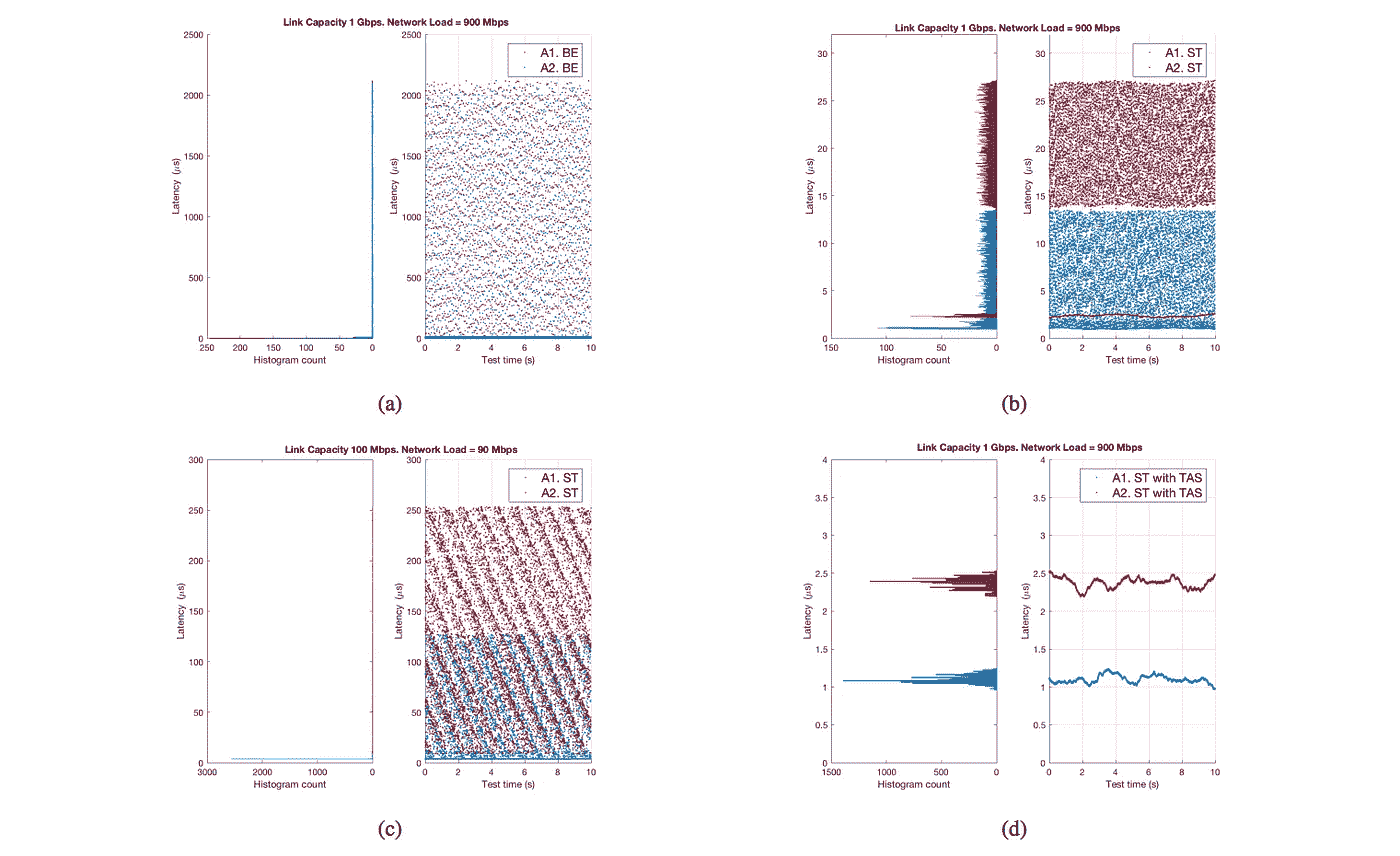 Link Capacity 1 Gbps. Network Load = 900 Mbps
2500
2000
1500
1000
500
0
Latency (μs)
250 200 150 100 50 0
Histogram count
2500
2000
1500
1000
500
0
Latency (μs)
0 2 4 6 8 10
Test time (s)
A1. BE
A2. BE
(a)
Link Capacity 1 Gbps. Network Load = 900 Mbps
30
25
20
15
10
5
0
Latency (μs)
150 100 50 0
Histogram count
30
25
20
15
10
5
0
Latency (μs)
0 2 4 6 8 10
Test time (s)
A1. ST
A2. ST
(b)
Link Capacity 100 Mbps. Network Load = 90 Mbps
300
250
200
150
100
50
0
Latency (μs)
3000 2000 1000 0
Histogram count
300
250
200
150
100
50
0
Latency (μs)
0 2 4 6 8 10
Test time (s)
A1. ST
A2. ST
(c)
Link Capacity 1 Gbps. Network Load = 900 Mbps
4
3.5
3
2.5
2
1.5
1
0.5
0
Latency (μs)
1500 1000 500 0
Histogram count
4
3.5
3
2.5
2
1.5
1
0.5
0
Latency (μs)
0 2 4 6 8 10
Test time (s)
A1. ST with TAS
A2. ST with TAS
(d)